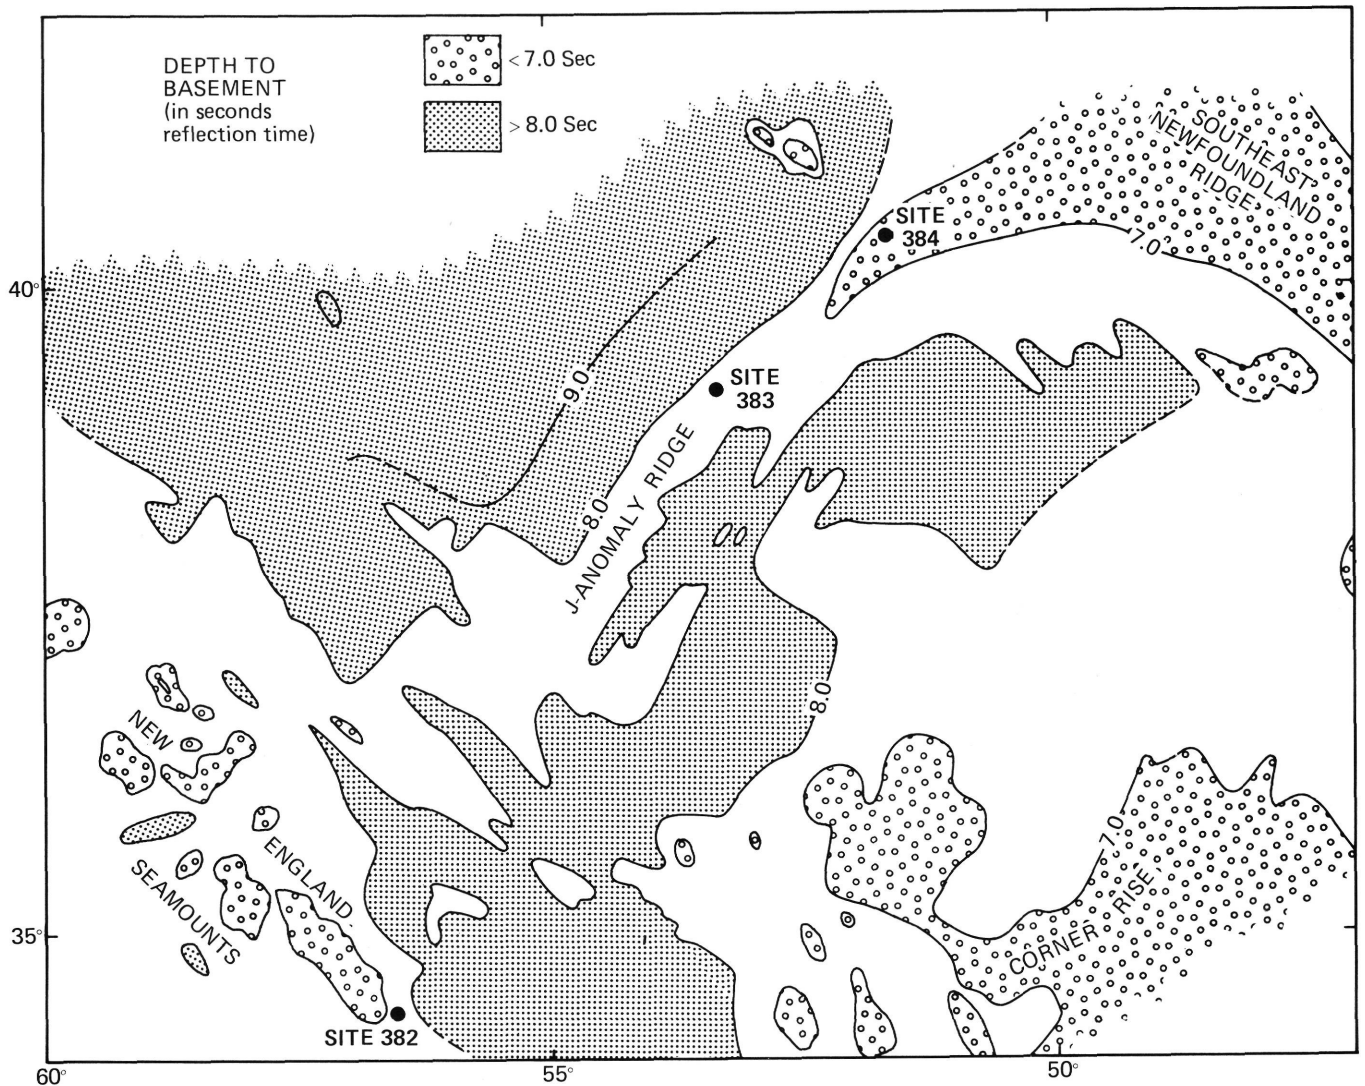 DEPTH TO
BASEMENT
(in seconds
reflection time)
< 7.0 Sec
> 8.0 Sec
SOUTHEAST
NEWFOUNDLAND
RIDGE
SITE
384
7.0
40°
9.0
SITE
383
J-ANOMALY RIDGE
8.0
8.0
NEW
ENGLAND
SEAMOUNTS
7.0
CORNER RISE
35°
SITE 382
60°
55°
50°